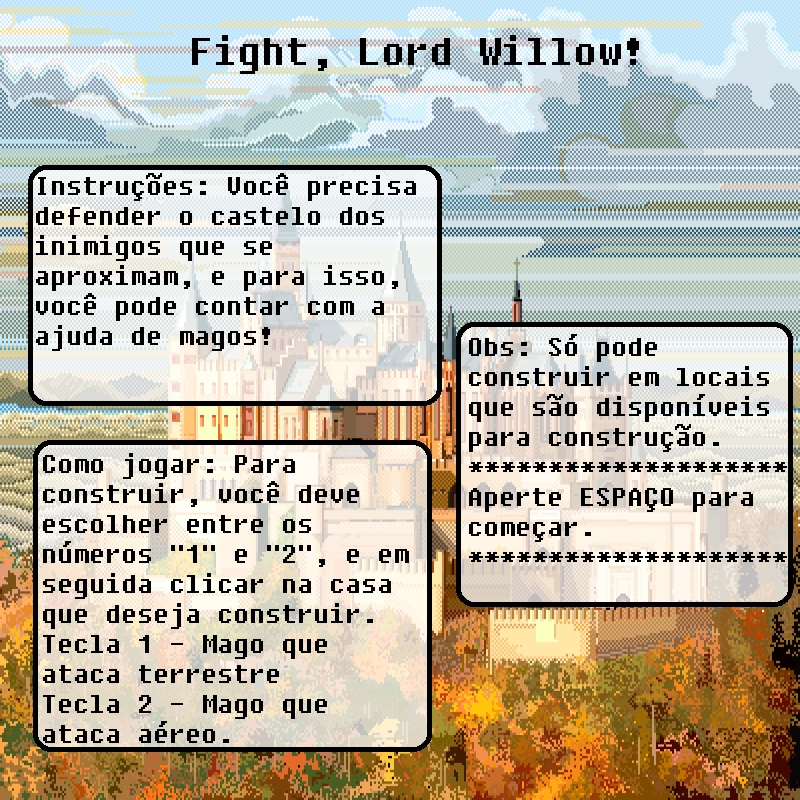 Fight, Lord Willow!
Instruções: Você precisa
defender o castelo dos
inimigos que se
aproximam, e para isso,
você pode contar com a
ajuda de magos!
Como jogar: Para
construir, você deve
escolher entre os
números "1" e "2", e em
seguida clicar na casa
que deseja construir.
Tecla 1 - Mago que
ataca terrestre
Tecla 2 - Mago que
ataca aéreo.
Obs: Só pode
construir em locais
que são disponíveis
para construção.
********************
Aperte ESPAÇO para
começar.
********************